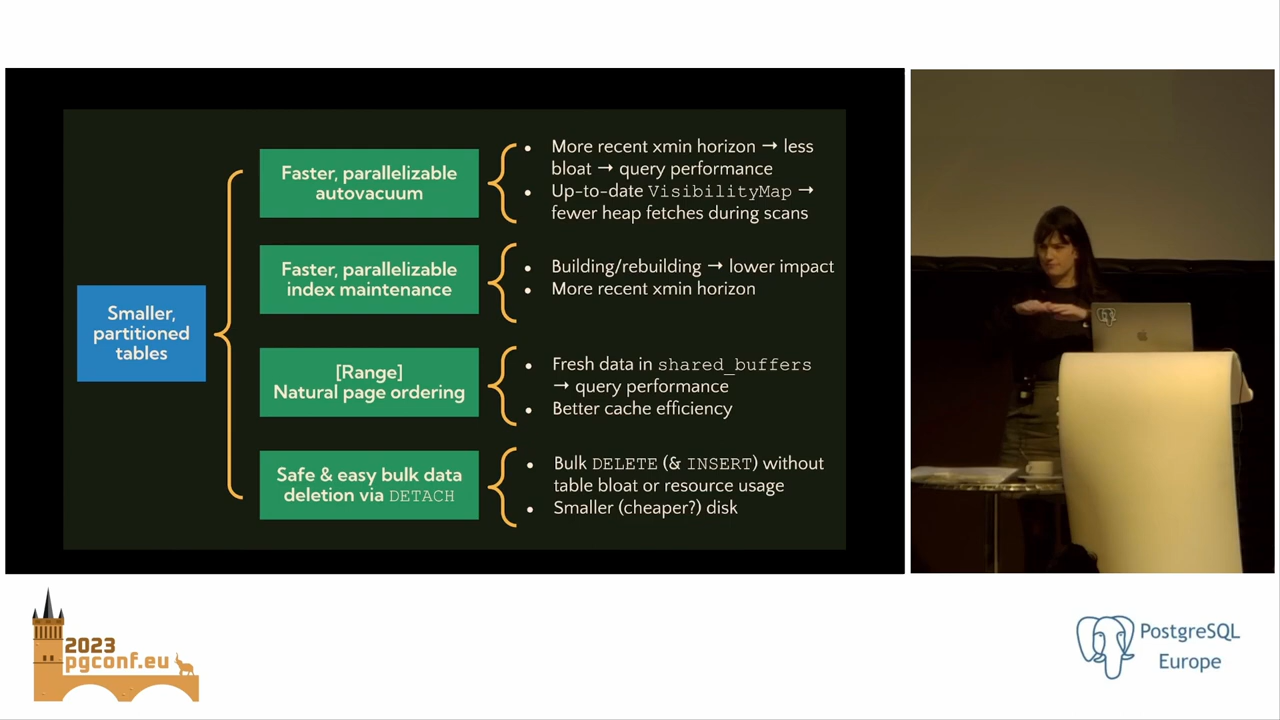 Smaller,
partitioned
tables
Faster, parallelizable
autovacuum
• More recent xmin horizon → less
bloat → query performance
• Up-to-date VisibilityMap →
fewer heap fetches during scans
Faster, parallelizable
index maintenance
• Building/rebuilding → lower impact
• More recent xmin horizon
[Range]
Natural page ordering
• Fresh data in shared_buffers
→ query performance
• Better cache efficiency
Safe & easy bulk data
deletion via DETACH
• Bulk DELETE (& INSERT) without
table bloat or resource usage
• Smaller (cheaper?) disk
2023
pgconf.eu
PostgreSQL
Europe